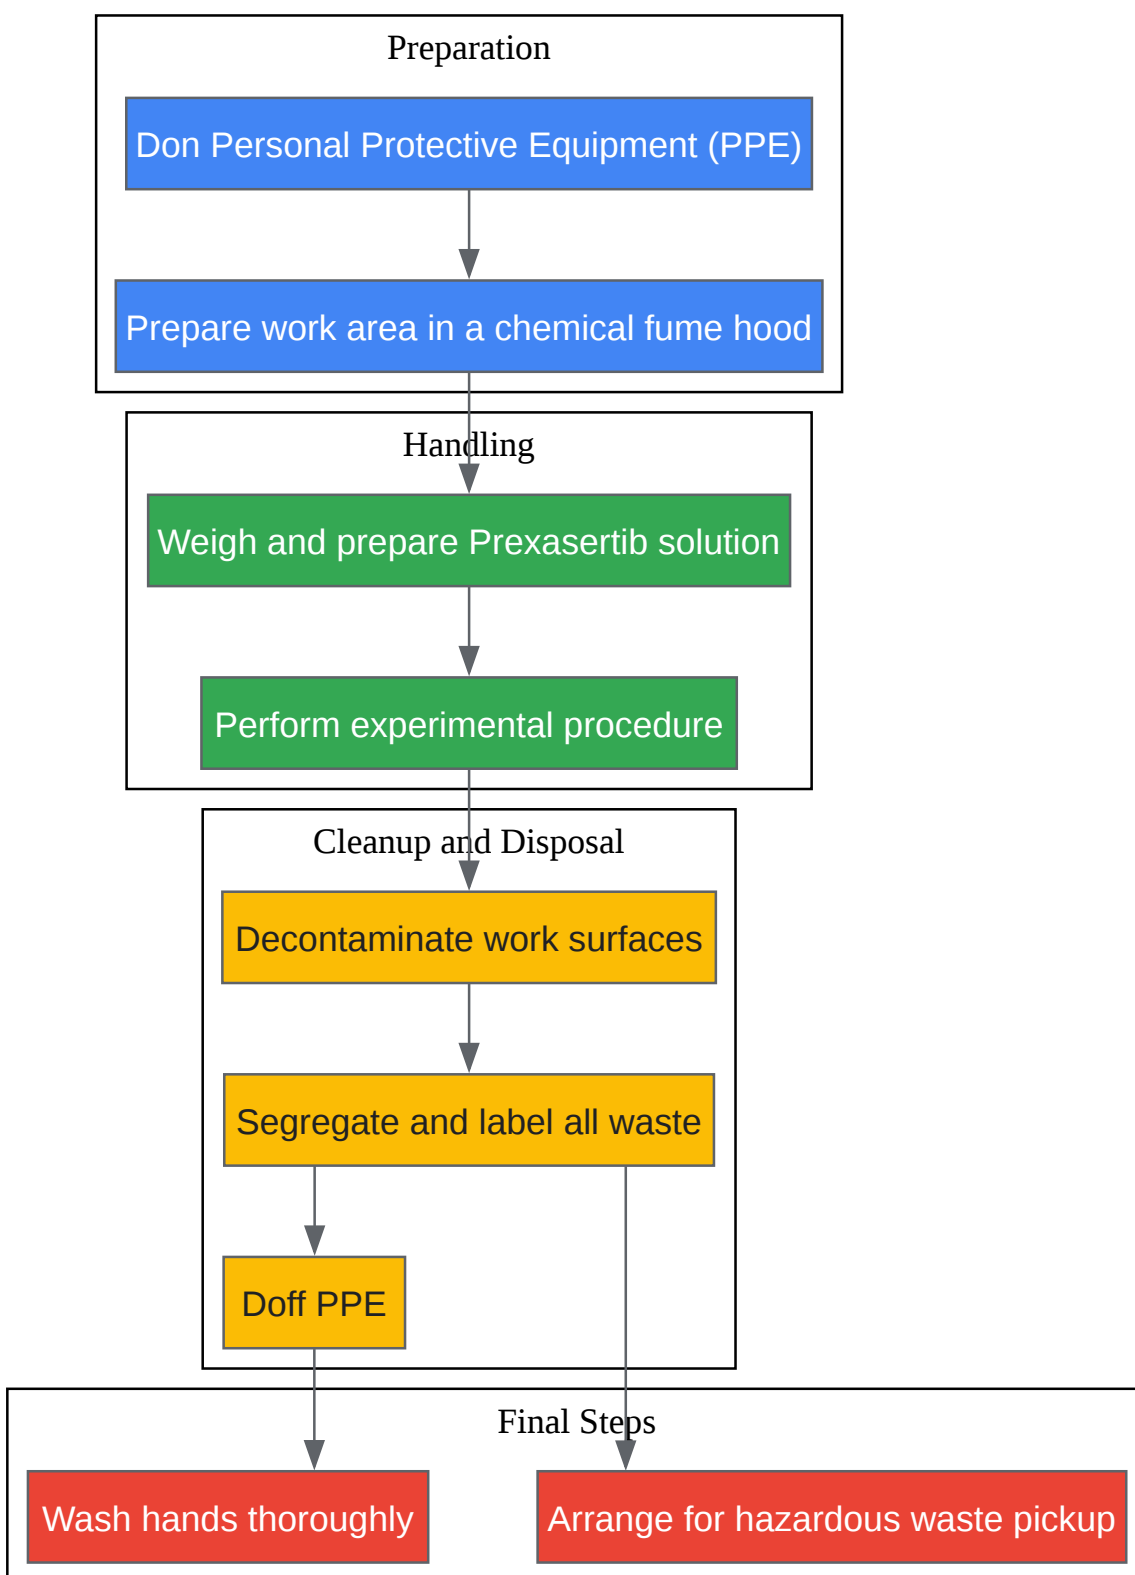 Preparation
Don Personal Protective Equipment (PPE)
Prepare work area in a chemical fume hood
Handling
Weigh and prepare Prexasertib solution
Perform experimental procedure
Cleanup and Disposal
Decontaminate work surfaces
Segregate and label all waste
Doff PPE
Final Steps
Wash hands thoroughly
Arrange for hazardous waste pickup